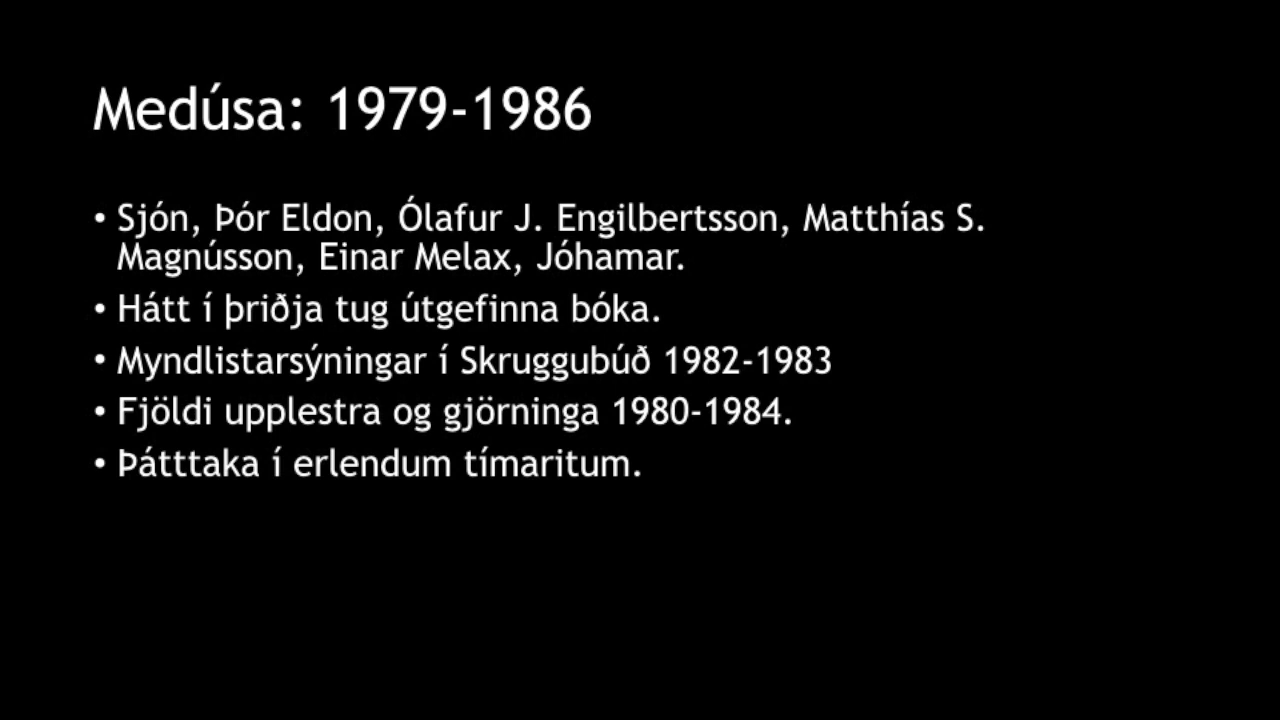 Medúsa: 1979-1986
• Sjón, Þór Eldon, Ólafur J. Engilbertsson, Matthías S.
Magnússon, Einar Melax, Jóhamar.
• Hátt í þriðja tug útgefinna bóka.
• Myndlistarsýningar í Skruggubúð 1982-1983
• Fjöldi upplestra og gjörninga 1980-1984.
• Þátttaka í erlendum tímaritum.